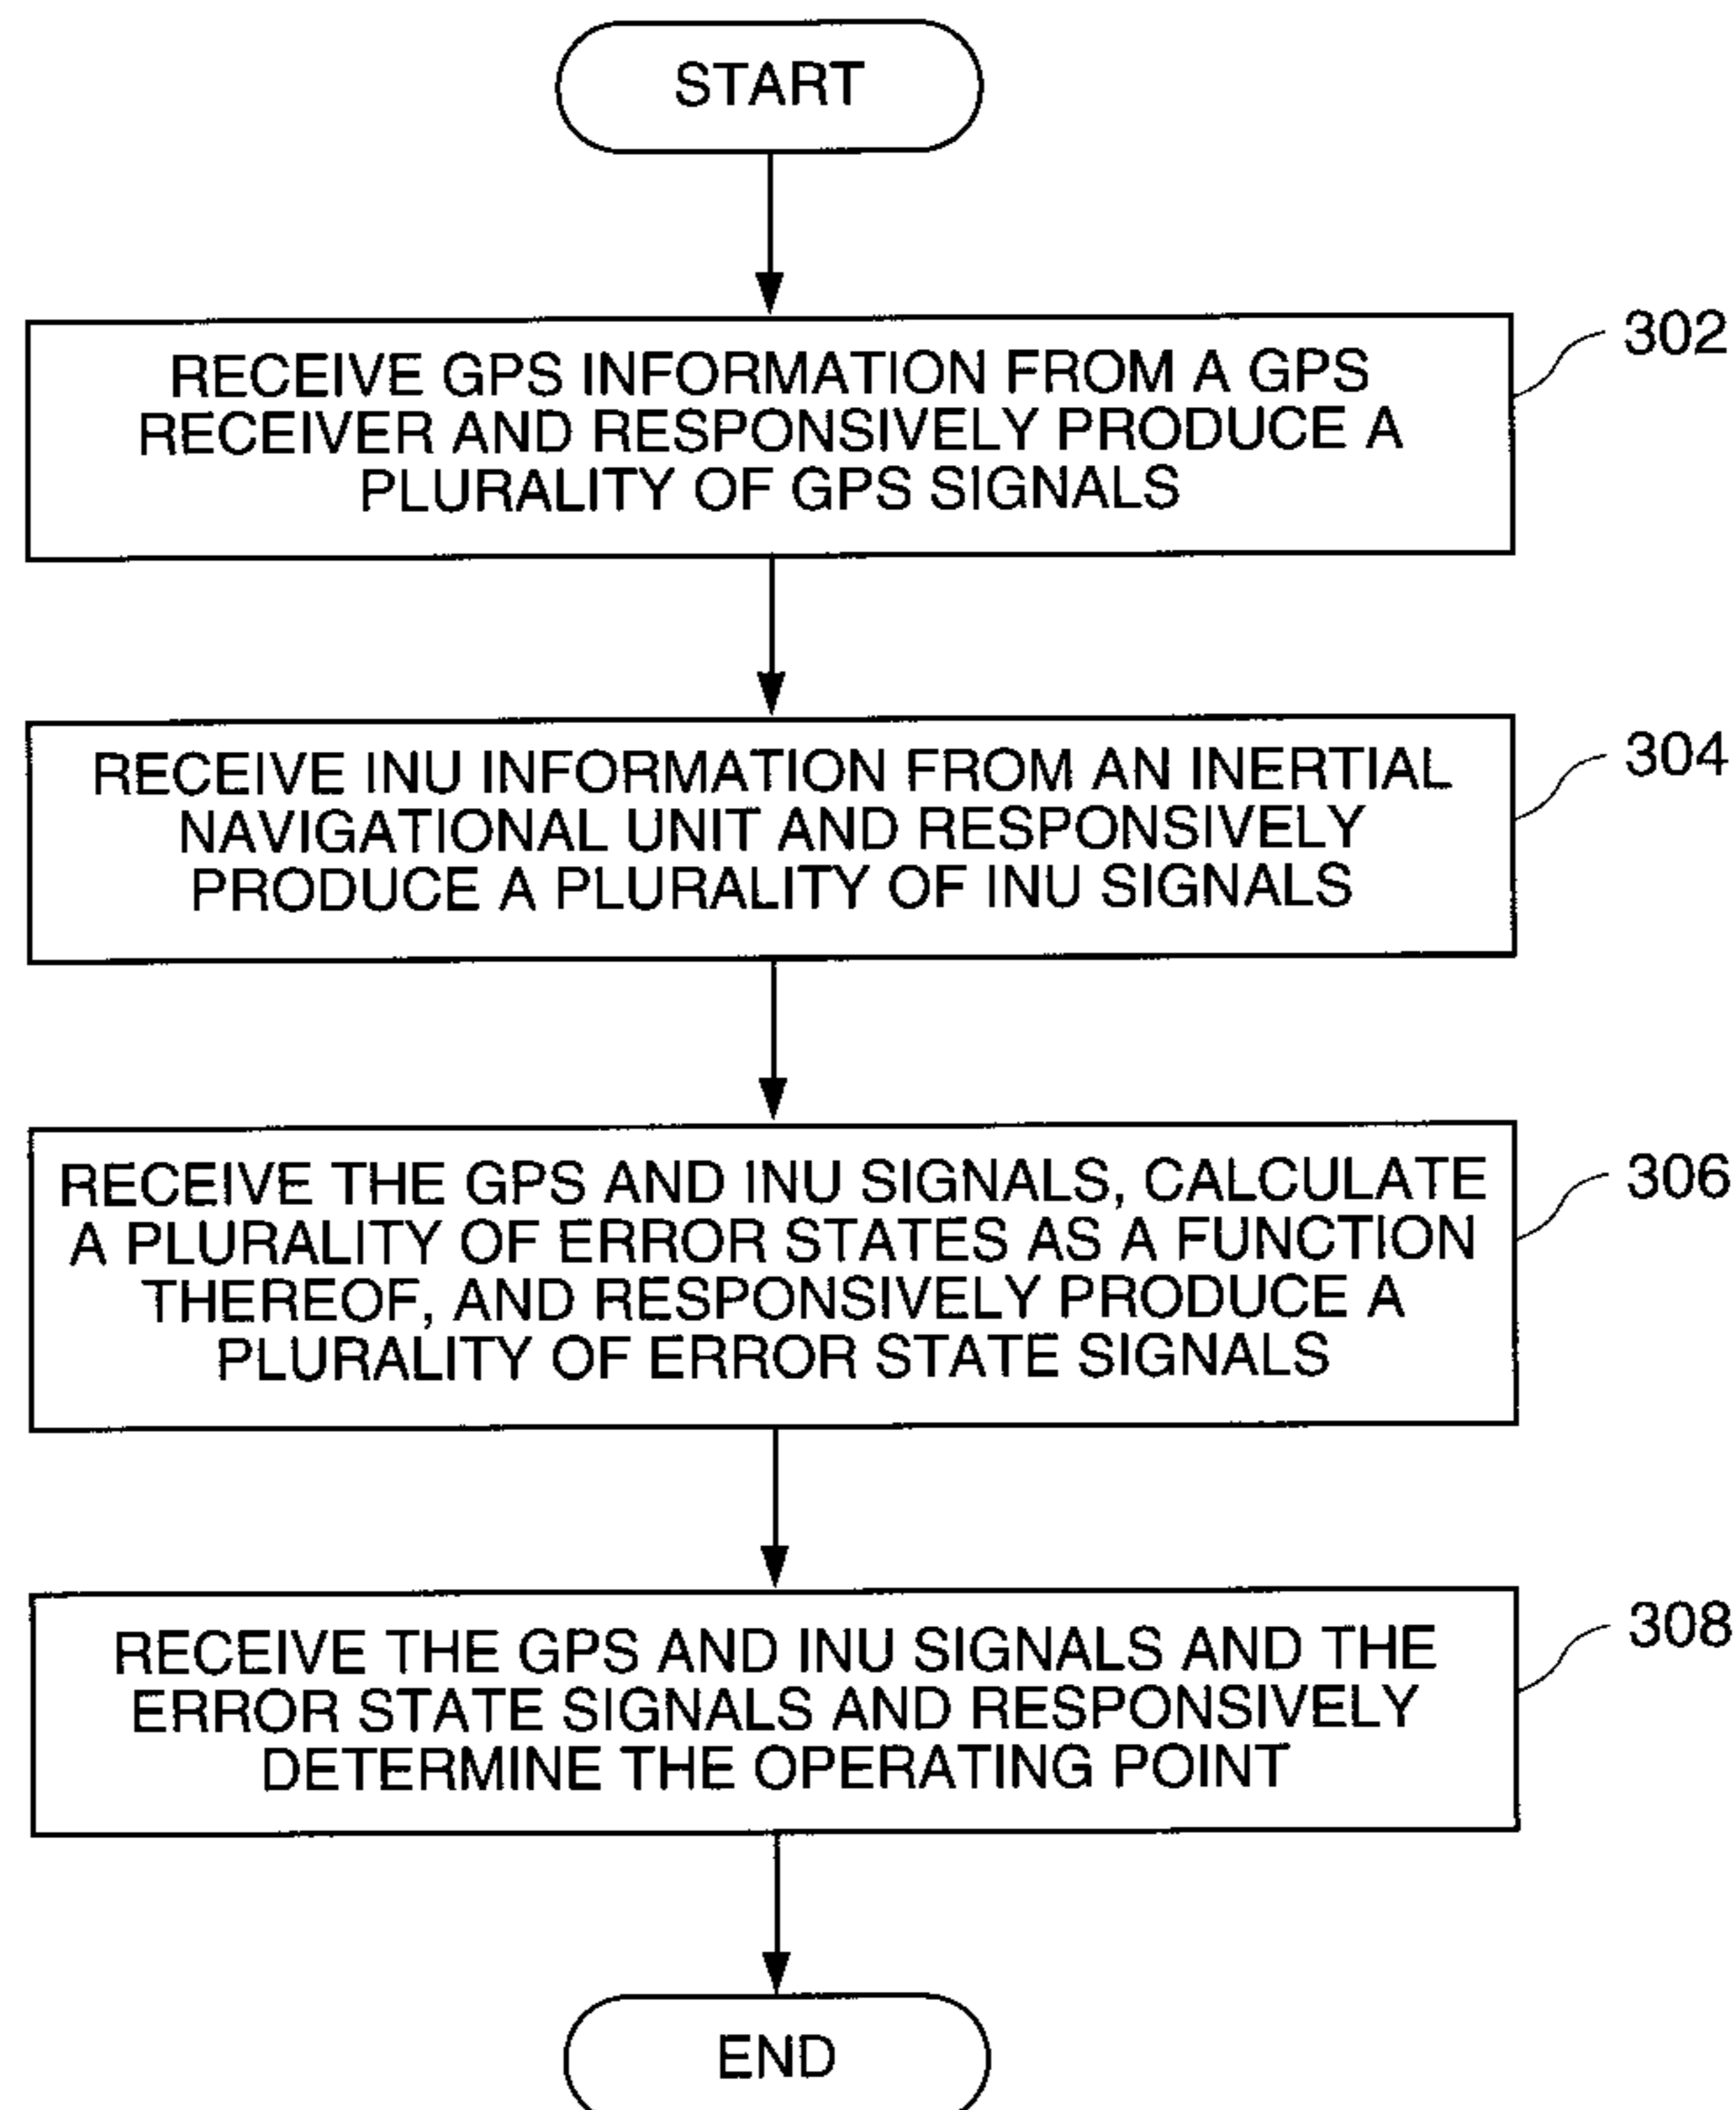 START
RECEIVE GPS INFORMATION FROM A GPS
RECEIVER AND RESPONSIVELY PRODUCE A
PLURALITY OF GPS SIGNALS
302
RECEIVE INU INFORMATION FROM AN INERTIAL
NAVIGATIONAL UNIT AND RESPONSIVELY
PRODUCE A PLURALITY OF INU SIGNALS
304
RECEIVE THE GPS AND INU SIGNALS, CALCULATE
A PLURALITY OF ERROR STATES AS A FUNCTION
THEREOF, AND RESPONSIVELY PRODUCE A
PLURALITY OF ERROR STATE SIGNALS
306
RECEIVE THE GPS AND INU SIGNALS AND THE
ERROR STATE SIGNALS AND RESPONSIVELY
DETERMINE THE OPERATING POINT
308
END